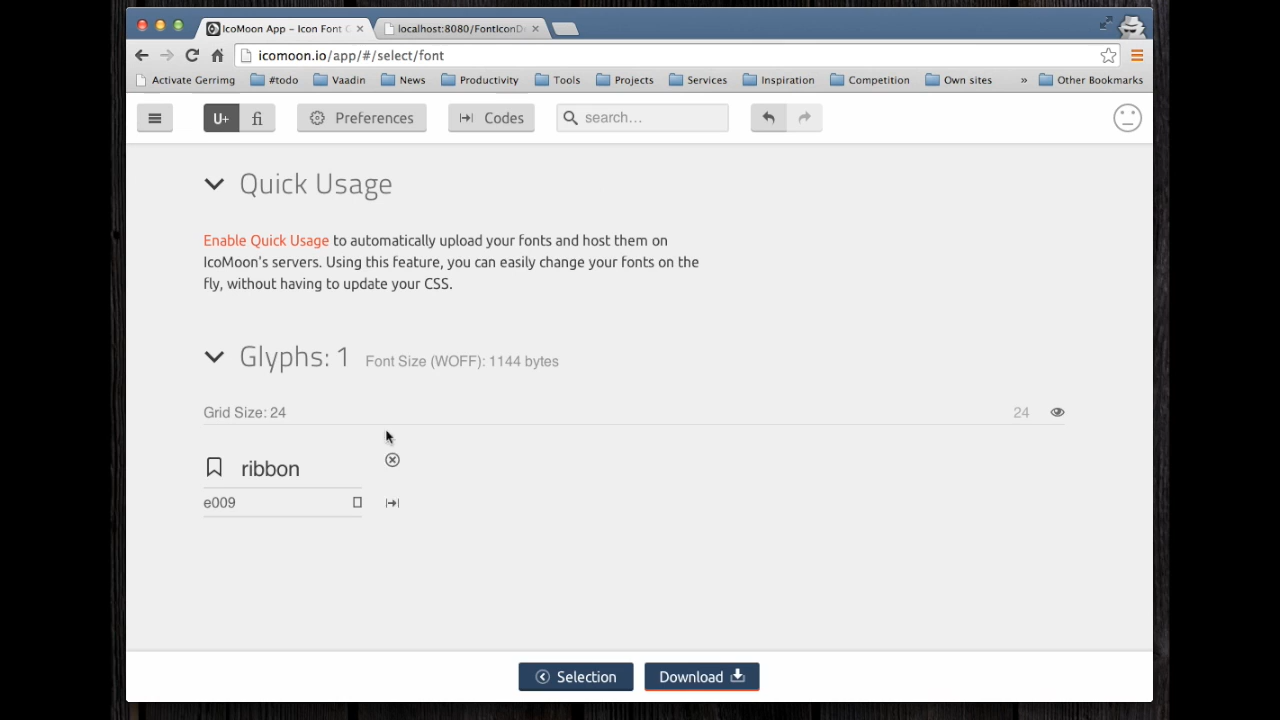 IcoMoon App – Icon Font
localhost:8080/FontIconD
icomoon.io/app/#/select/font
Activate Gerrimg #todo Vaadin News Productivity Tools Projects Services Inspiration Competition Own sites » Other Bookmarks
U+ fi Preferences Codes search...
Quick Usage
Enable Quick Usage to automatically upload your fonts and host them on
IcoMoon's servers. Using this feature, you can easily change your fonts on the
fly, without having to update your CSS.
Glyphs: 1 Font Size (WOFF): 1144 bytes
Grid Size: 24 24
ribbon
e009
Selection Download